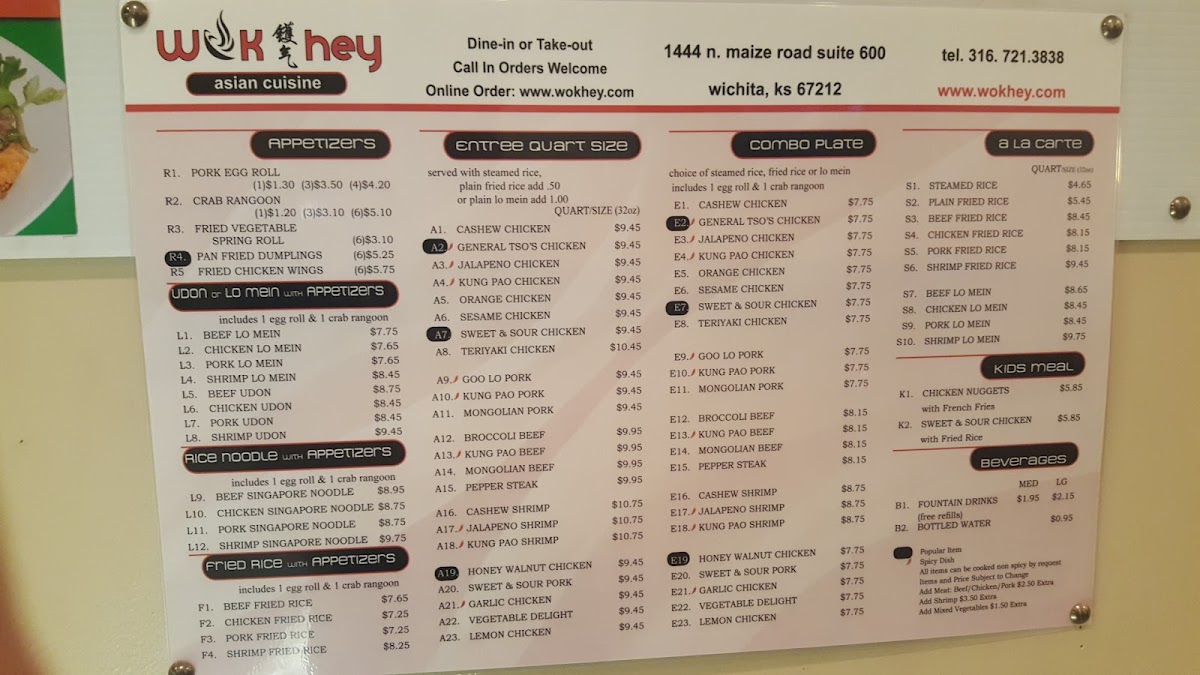 wok 鑊气 hey
asian cuisine
Dine-in or Take-out
Call In Orders Welcome
Online Order: www.wokhey.com
1444 n. maize road suite 600
wichita, ks 67212
tel. 316. 721.3838
www.wokhey.com
APPETIZERS
R1. PORK EGG ROLL
(1)$1.30 (3)$3.50 (4)$4.20
R2. CRAB RANGOON
(1)$1.20 (3)$3.10 (6)$5.10
R3. FRIED VEGETABLE
SPRING ROLL (6)$3.10
R4. PAN FRIED DUMPLINGS (6)$5.25
R5 FRIED CHICKEN WINGS (6)$5.75
UDON or LO MEIN WITH APPETIZERS
includes 1 egg roll & 1 crab rangoon
L1. BEEF LO MEIN $7.75
L2. CHICKEN LO MEIN $7.65
L3. PORK LO MEIN $7.65
L4. SHRIMP LO MEIN $8.45
L5. BEEF UDON $8.75
L6. CHICKEN UDON $8.45
L7. PORK UDON $8.45
L8. SHRIMP UDON $9.45
RICE NOODLE WITH APPETIZERS
includes 1 egg roll & 1 crab rangoon
L9. BEEF SINGAPORE NOODLE $8.95
L10. CHICKEN SINGAPORE NOODLE $8.75
L11. PORK SINGAPORE NOODLE $8.75
L12. SHRIMP SINGAPORE NOODLE $9.75
FRIED RICE WITH APPETIZERS
includes 1 egg roll & 1 crab rangoon
F1. BEEF FRIED RICE $7.65
F2. CHICKEN FRIED RICE $7.25
F3. PORK FRIED RICE $7.25
F4. SHRIMP FRIED RICE $8.25
ENTREE QUART SIZE
served with steamed rice,
plain fried rice add .50
or plain lo mein add 1.00
QUART/SIZE (32oz)
A1. CASHEW CHICKEN $9.45
A2. GENERAL TSO'S CHICKEN $9.45
A3. JALAPENO CHICKEN $9.45
A4. KUNG PAO CHICKEN $9.45
A5. ORANGE CHICKEN $9.45
A6. SESAME CHICKEN $9.45
A7 SWEET & SOUR CHICKEN $9.45
A8. TERIYAKI CHICKEN $10.45
A9. GOO LO PORK $9.45
A10. KUNG PAO PORK $9.45
A11. MONGOLIAN PORK $9.45
A12. BROCCOLI BEEF $9.95
A13. KUNG PAO BEEF $9.95
A14. MONGOLIAN BEEF $9.95
A15. PEPPER STEAK $9.95
A16. CASHEW SHRIMP $10.75
A17. JALAPENO SHRIMP $10.75
A18. KUNG PAO SHRIMP $10.75
A19. HONEY WALNUT CHICKEN $9.45
A20. SWEET & SOUR PORK $9.45
A21. GARLIC CHICKEN $9.45
A22. VEGETABLE DELIGHT $9.45
A23. LEMON CHICKEN $9.45
COMBO PLATE
choice of steamed rice, fried rice or lo mein
includes 1 egg roll & 1 crab rangoon
E1. CASHEW CHICKEN $7.75
E2. GENERAL TSO'S CHICKEN $7.75
E3. JALAPENO CHICKEN $7.75
E4. KUNG PAO CHICKEN $7.75
E5. ORANGE CHICKEN $7.75
E6. SESAME CHICKEN $7.75
E7. SWEET & SOUR CHICKEN $7.75
E8. TERIYAKI CHICKEN $7.75
E9. GOO LO PORK $7.75
E10. KUNG PAO PORK $7.75
E11. MONGOLIAN PORK $7.75
E12. BROCCOLI BEEF $8.15
E13. KUNG PAO BEEF $8.15
E14. MONGOLIAN BEEF $8.15
E15. PEPPER STEAK $8.15
E16. CASHEW SHRIMP $8.75
E17. JALAPENO SHRIMP $8.75
E18. KUNG PAO SHRIMP $8.75
E19 HONEY WALNUT CHICKEN $7.75
E20. SWEET & SOUR PORK $7.75
E21. GARLIC CHICKEN $7.75
E22. VEGETABLE DELIGHT $7.75
E23. LEMON CHICKEN $7.75
A LA CARTE
QUART/SIZE (32oz)
S1. STEAMED RICE $4.65
S2. PLAIN FRIED RICE $5.45
S3. BEEF FRIED RICE $8.45
S4. CHICKEN FRIED RICE $8.15
S5. PORK FRIED RICE $8.15
S6. SHRIMP FRIED RICE $9.45
S7. BEEF LO MEIN $8.65
S8. CHICKEN LO MEIN $8.45
S9. PORK LO MEIN $8.45
S10. SHRIMP LO MEIN $9.75
KIDS MEAL
K1. CHICKEN NUGGETS $5.85
with French Fries
K2. SWEET & SOUR CHICKEN $5.85
with Fried Rice
BEVERAGES
MED LG
B1. FOUNTAIN DRINKS $1.95 $2.15
(free refills)
B2. BOTTLED WATER $0.95
Popular Item
Spicy Dish
All items can be cooked non spicy by request
Items and Price Subject to Change
Add Meat: Beef/Chicken/Pork $2.50 Extra
Add Shrimp $3.50 Extra
Add Mixed Vegetables $1.50 Extra